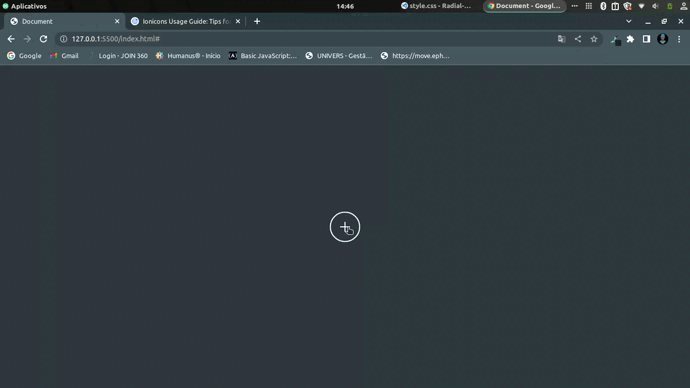 Aplicativos 14:46 style.css - Radial-... Document - Googl...
Document Ionicons Usage Guide: Tips fo
127.0.0.1:5500/index.html#
Google Gmail Login - JOIN 360 Humanus® - Início Basic JavaScript:... UNIVERS - Gestã... https://move.eph...